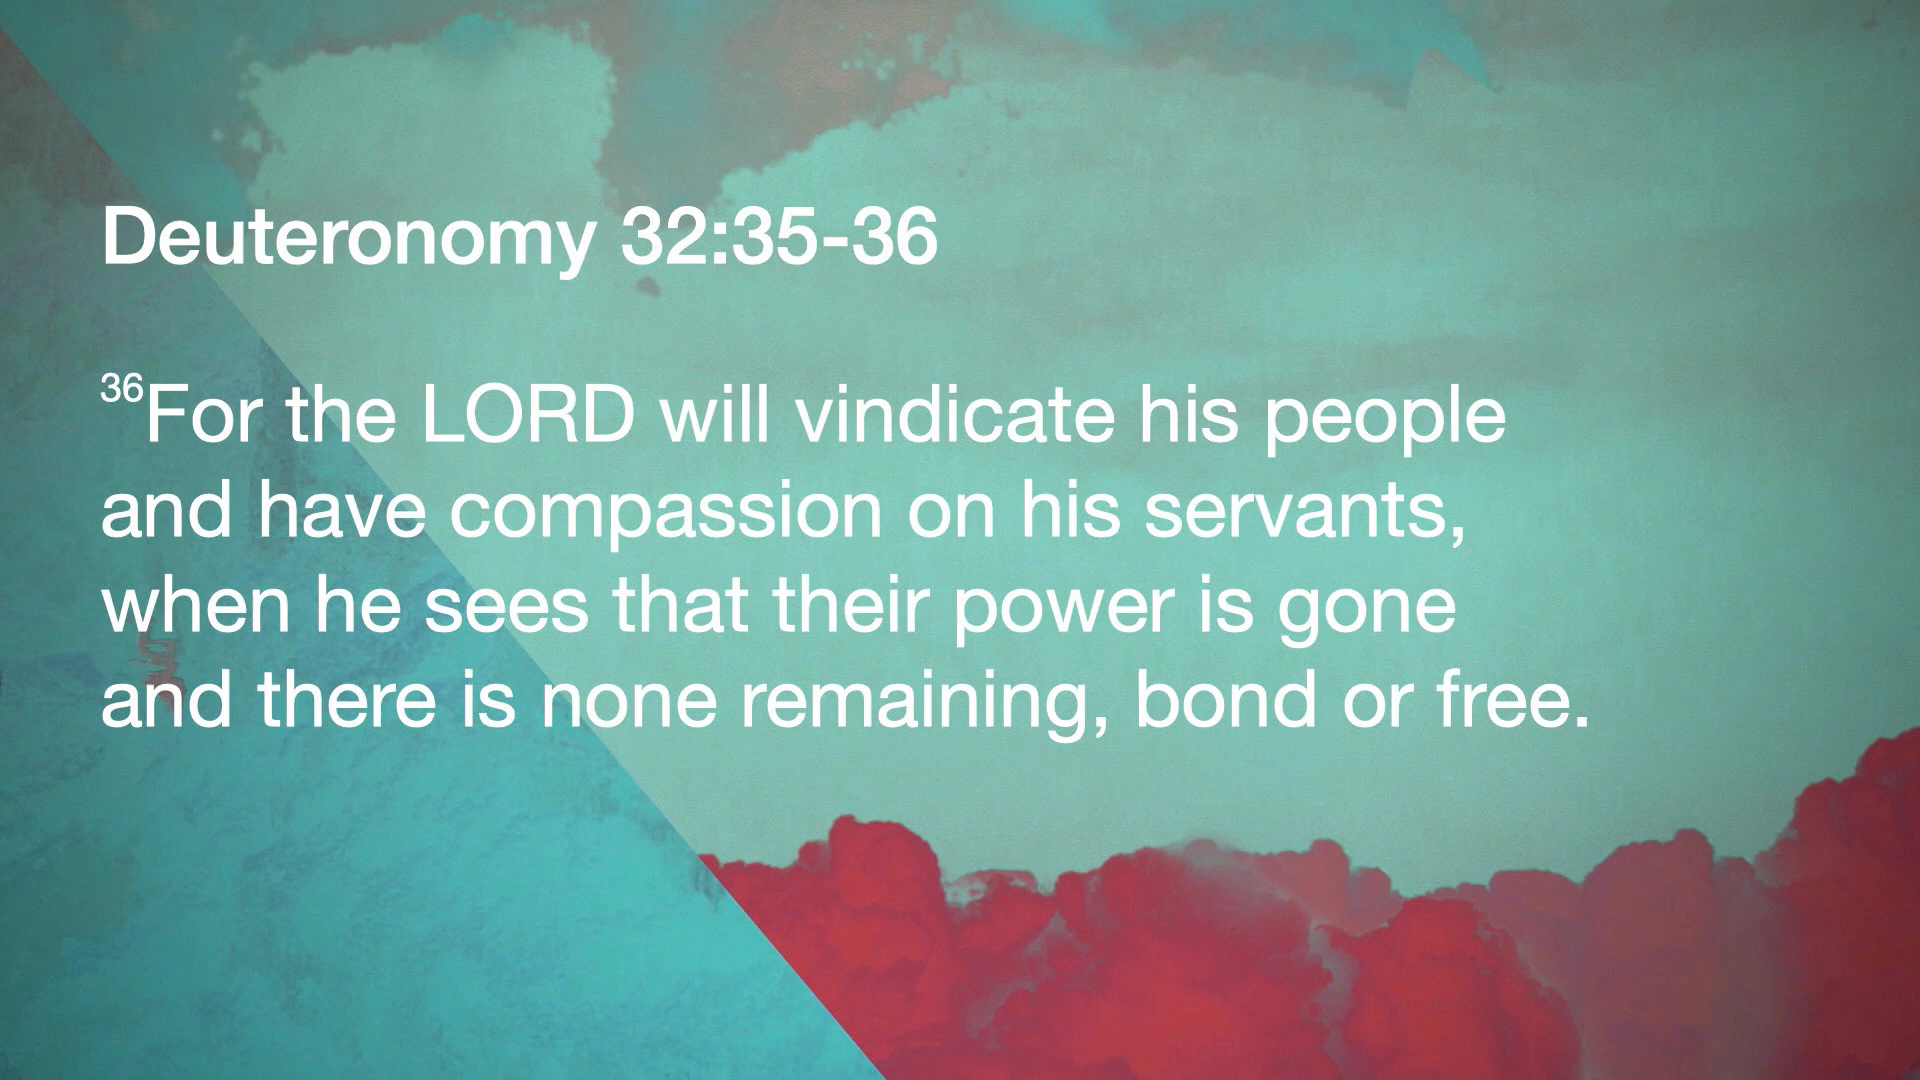 Deuteronomy 32:35-36
36For the LORD will vindicate his people
and have compassion on his servants,
when he sees that their power is gone
and there is none remaining, bond or free.